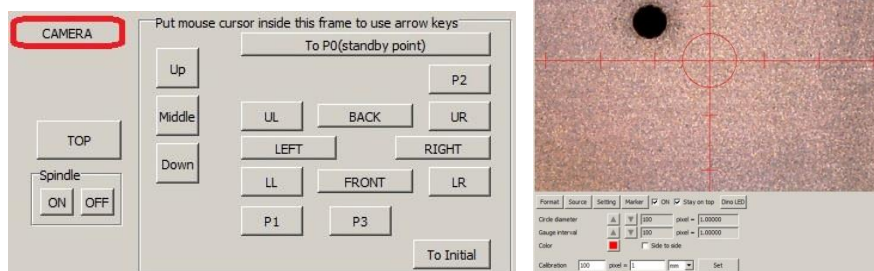 CAMERA
Put mouse cursor inside this frame to use arrow keys
To P0(standby point)
Up
P2
Middle
UL
BACK
UR
TOP
LEFT
RIGHT
Down
Spindle
LL
FRONT
LR
ON OFF
P1
P3
To Initial
Format Source Setting Marker ON Stay on top Dino LED
Circle diameter 100 pixel = 1.00000
Gauge interval 100 pixel = 1.00000
Color Side to side
Calibration 100 pixel = 1 mm Set